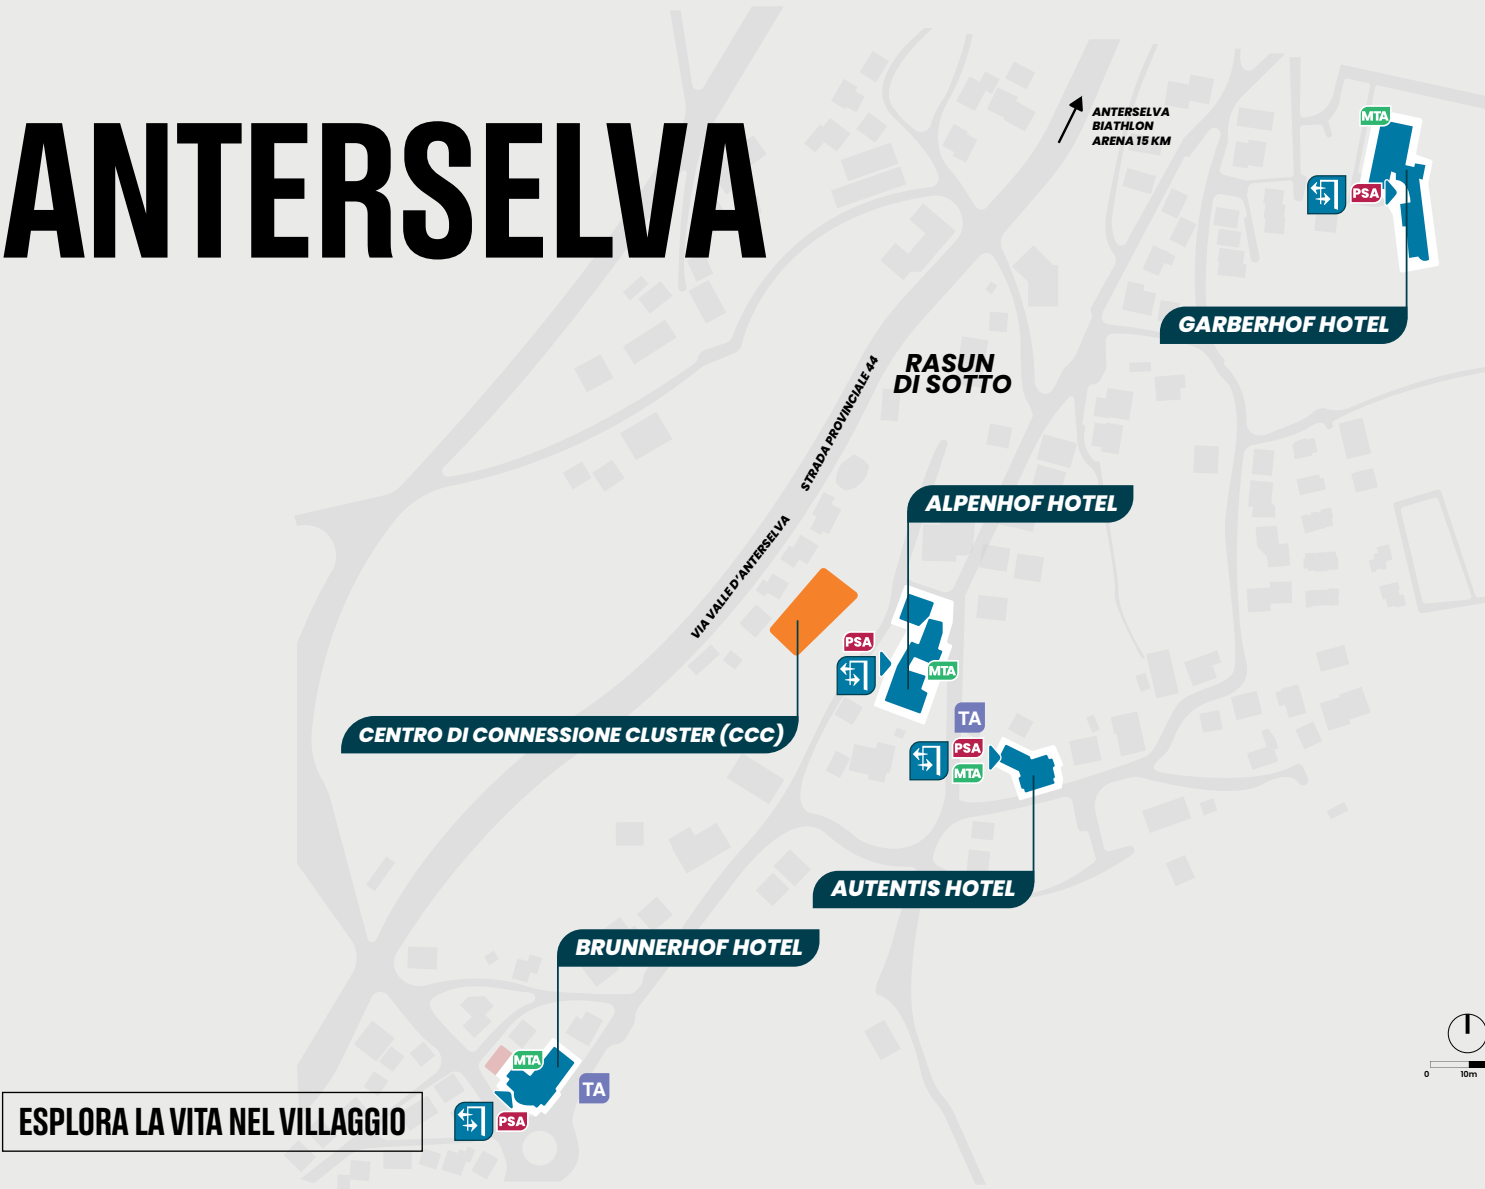 ANTERSELVA
ANTERSELVA
BIATHLON
ARENA 15 KM
MTA
PSA
GARBERHOF HOTEL
RASUN
DI SOTTO
STRADA PROVINCIALE 44
VIA VALLE D'ANTERSELVA
ALPENHOF HOTEL
PSA
MTA
CENTRO DI CONNESSIONE CLUSTER (CCC)
TA
PSA
MTA
AUTENTIS HOTEL
BRUNNERHOF HOTEL
MTA
TA
PSA
0 10m
ESPLORA LA VITA NEL VILLAGGIO